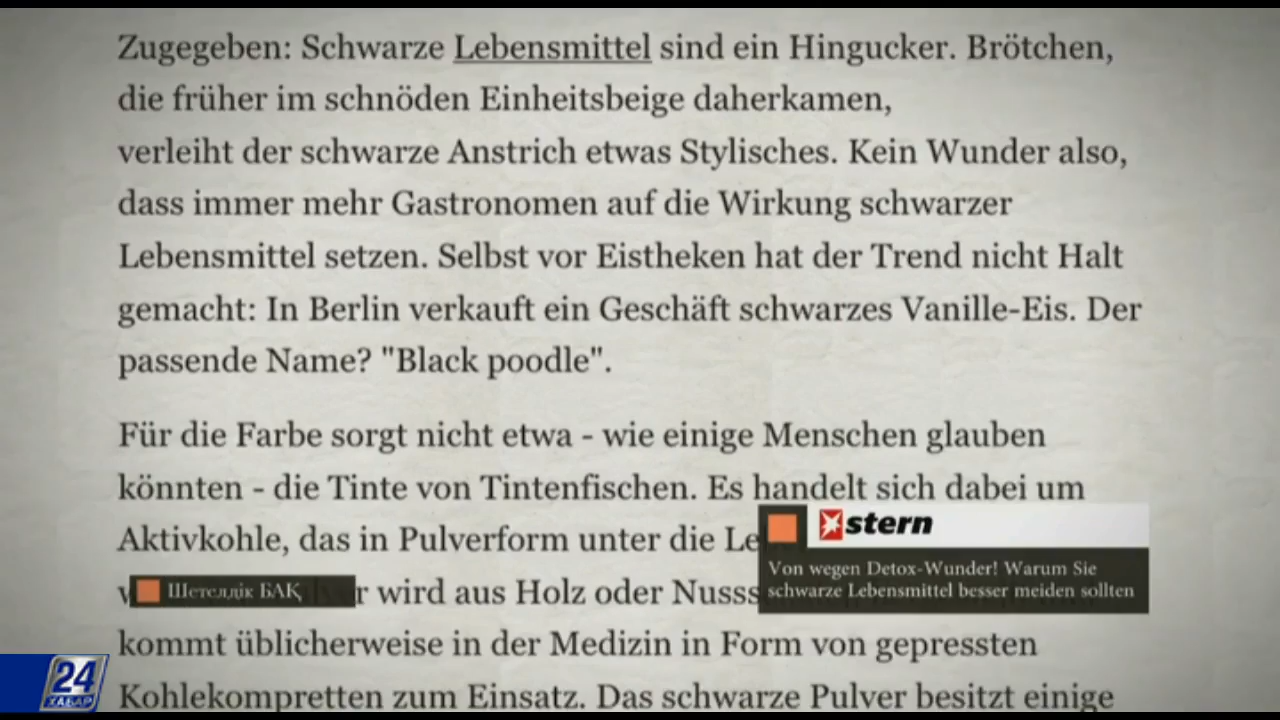 Zugegeben: Schwarze Lebensmittel sind ein Hingucker. Brötchen,
die früher im schnöden Einheitsbeige daherkamen,
verleiht der schwarze Anstrich etwas Stylisches. Kein Wunder also,
dass immer mehr Gastronomen auf die Wirkung schwarzer
Lebensmittel setzen. Selbst vor Eistheken hat der Trend nicht Halt
gemacht: In Berlin verkauft ein Geschäft schwarzes Vanille-Eis. Der
passende Name? "Black poodle".
Für die Farbe sorgt nicht etwa - wie einige Menschen glauben
könnten - die Tinte von Tintenfischen. Es handelt sich dabei um
Aktivkohle, das in Pulverform unter die
wird aus Holz oder
kommt üblicherweise in der Medizin in Form von gepressten
Kohlekompretten zum Einsatz. Das schwarze Pulver besitzt einige
stern
Von wegen Detox-Wunder! Warum Sie
schwarze Lebensmittel besser meiden sollten
Шетелдік БАҚ
24
ХАБАР